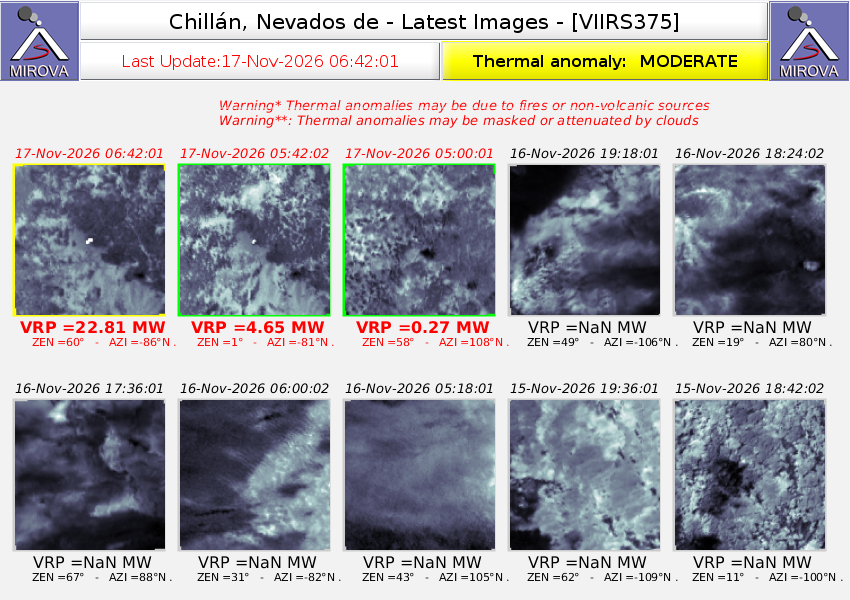 Chillán, Nevados de - Latest Images - [VIIRS375]
MIROVA
Last Update:17-Nov-2026 06:42:01
Thermal anomaly: MODERATE
MIROVA
Warning* Thermal anomalies may be due to fires or non-volcanic sources
Warning**: Thermal anomalies may be masked or attenuated by clouds
17-Nov-2026 06:42:01 17-Nov-2026 05:42:02 17-Nov-2026 05:00:01 16-Nov-2026 19:18:01 16-Nov-2026 18:24:02
VRP =22.81 MW VRP =4.65 MW VRP =0.27 MW VRP =NaN MW VRP =NaN MW
ZEN =60° - AZI =-86°N . ZEN =1° - AZI =-81°N . ZEN =58° - AZI =108°N . ZEN =49° - AZI =-106°N . ZEN =19° - AZI =80°N .
16-Nov-2026 17:36:01 16-Nov-2026 06:00:02 16-Nov-2026 05:18:01 15-Nov-2026 19:36:01 15-Nov-2026 18:42:02
VRP =NaN MW VRP =NaN MW VRP =NaN MW VRP =NaN MW VRP =NaN MW
ZEN =67° - AZI =88°N . ZEN =31° - AZI =-82°N . ZEN =43° - AZI =105°N . ZEN =62° - AZI =-109°N . ZEN =11° - AZI =-100°N .